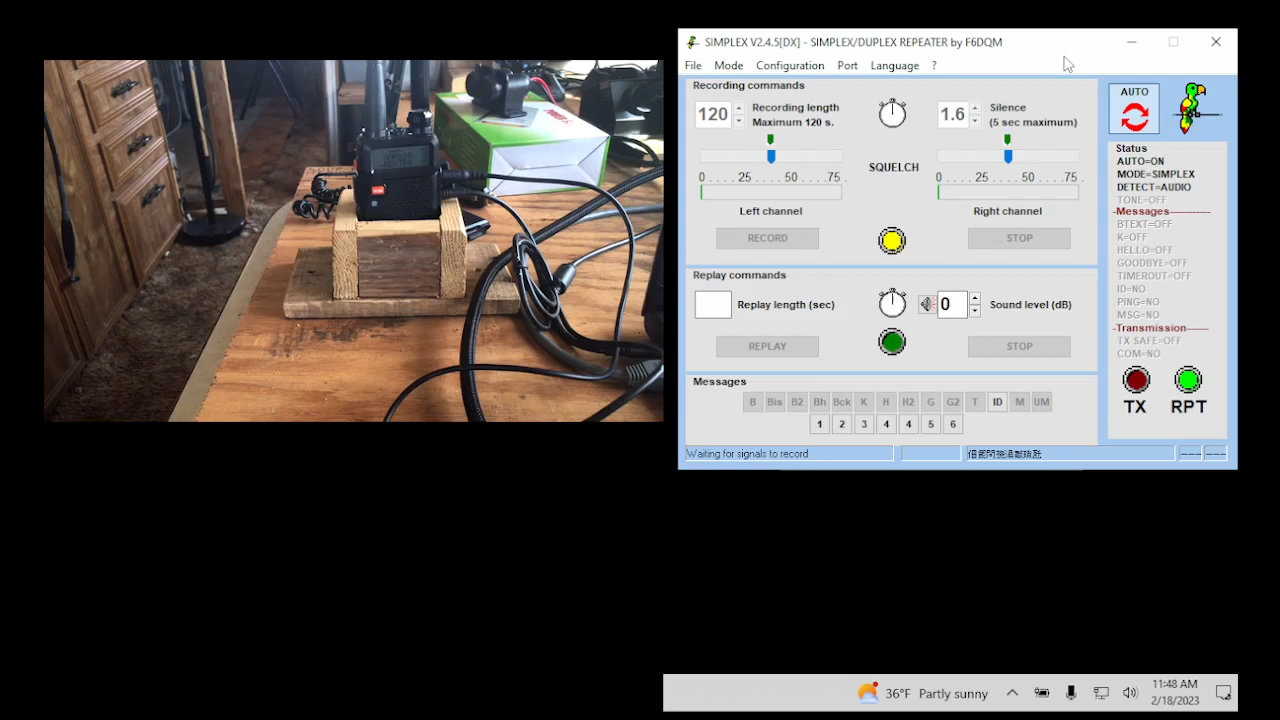 SIMPLEX V2.4.5[DX] - SIMPLEX/DUPLEX REPEATER by F6DQM
File Mode Configuration Port Language ?
Recording commands
120 Recording length
Maximum 120 s.
1.6 Silence
(5 sec maximum)
SQUELCH
0 . . . . 25 . . . . 50 . . . . 75 .
0 . . . . 25 . . . . 50 . . . . 75 .
Left channel
Right channel
RECORD
STOP
Replay commands
Replay length (sec)
0 Sound level (dB)
REPLAY
STOP
Messages
B Bis B2 Bh Bck K H H2 G G2 T ID M UM
1 2 3 4 4 5 6
Waiting for signals to record
AUTO
Status
AUTO=ON
MODE=SIMPLEX
DETECT=AUDIO
TONE=OFF
-Messages------------
BTEXT=OFF
K=OFF
HELLO=OFF
GOODBYE=OFF
TIMEROUT=OFF
ID=NO
PING=NO
MSG=NO
-Transmission------
TX SAFE=OFF
COM=NO
TX RPT
36°F Partly sunny
11:48 AM
2/18/2023